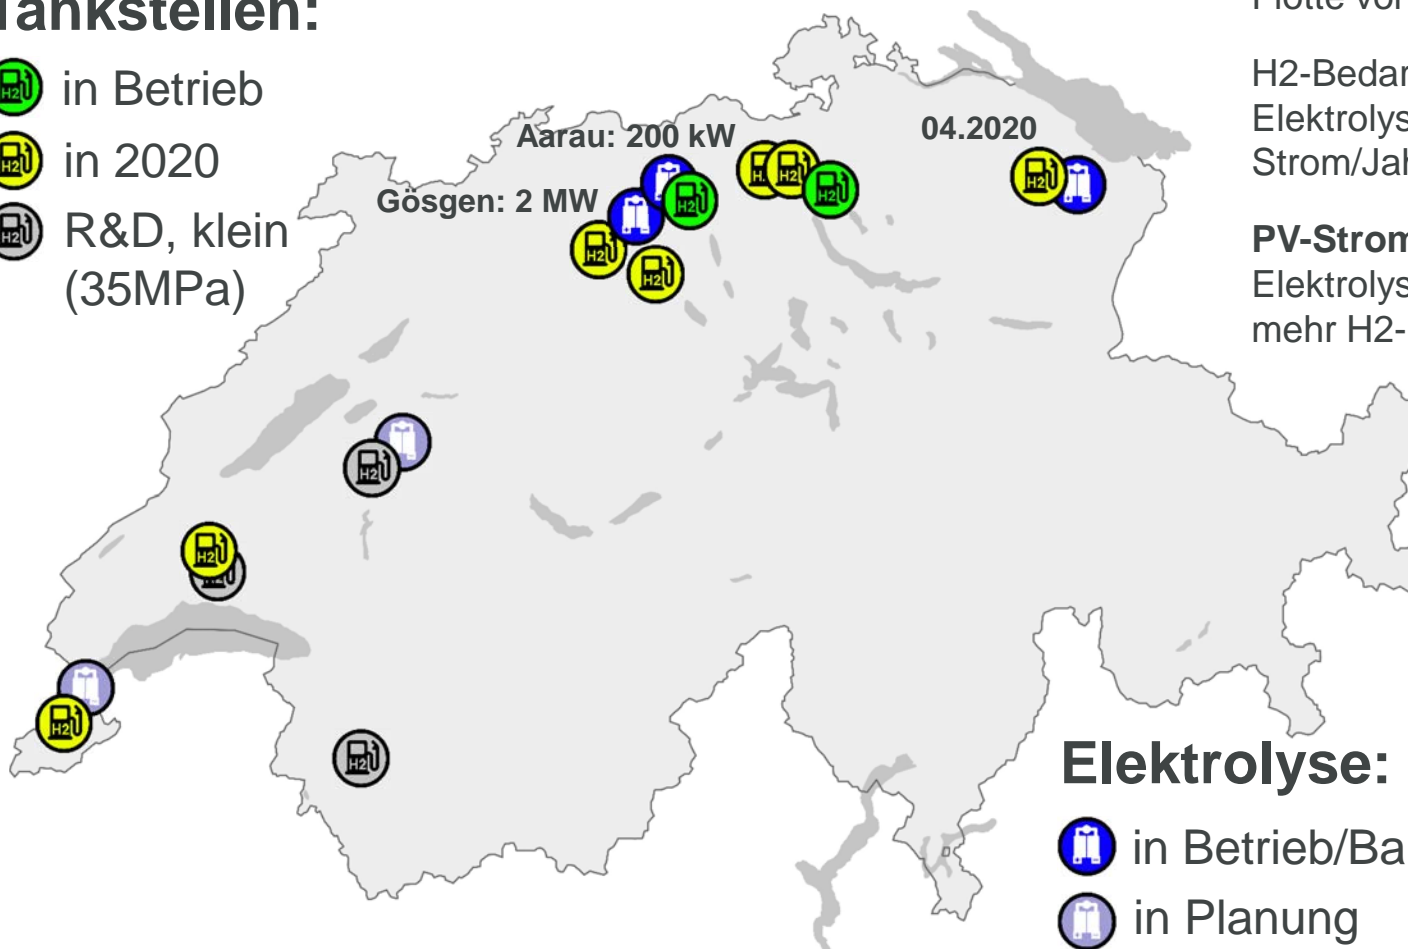 Tankstellen:
in Betrieb
in 2020
R&D, klein
(35MPa)
Aarau: 200 kW
Gösgen: 2 MW
04.2020
H2-Bedar
Elektrolys
Strom/Jah
PV-Strom
Elektrolys
mehr H2-
Elektrolyse:
in Betrieb/Ba
in Planung